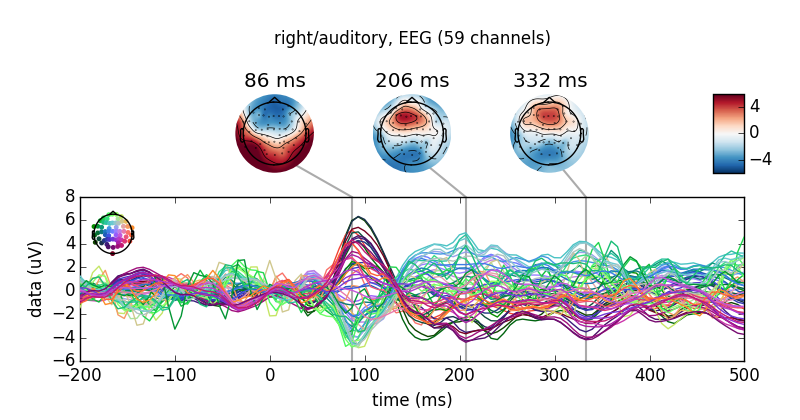 right/auditory, EEG (59 channels)
86 ms 206 ms 332 ms
4
0
−4
8
6
4
2
0
−2
−4
−6
data (uV)
−200 −100 0 100 200 300 400 500
time (ms)